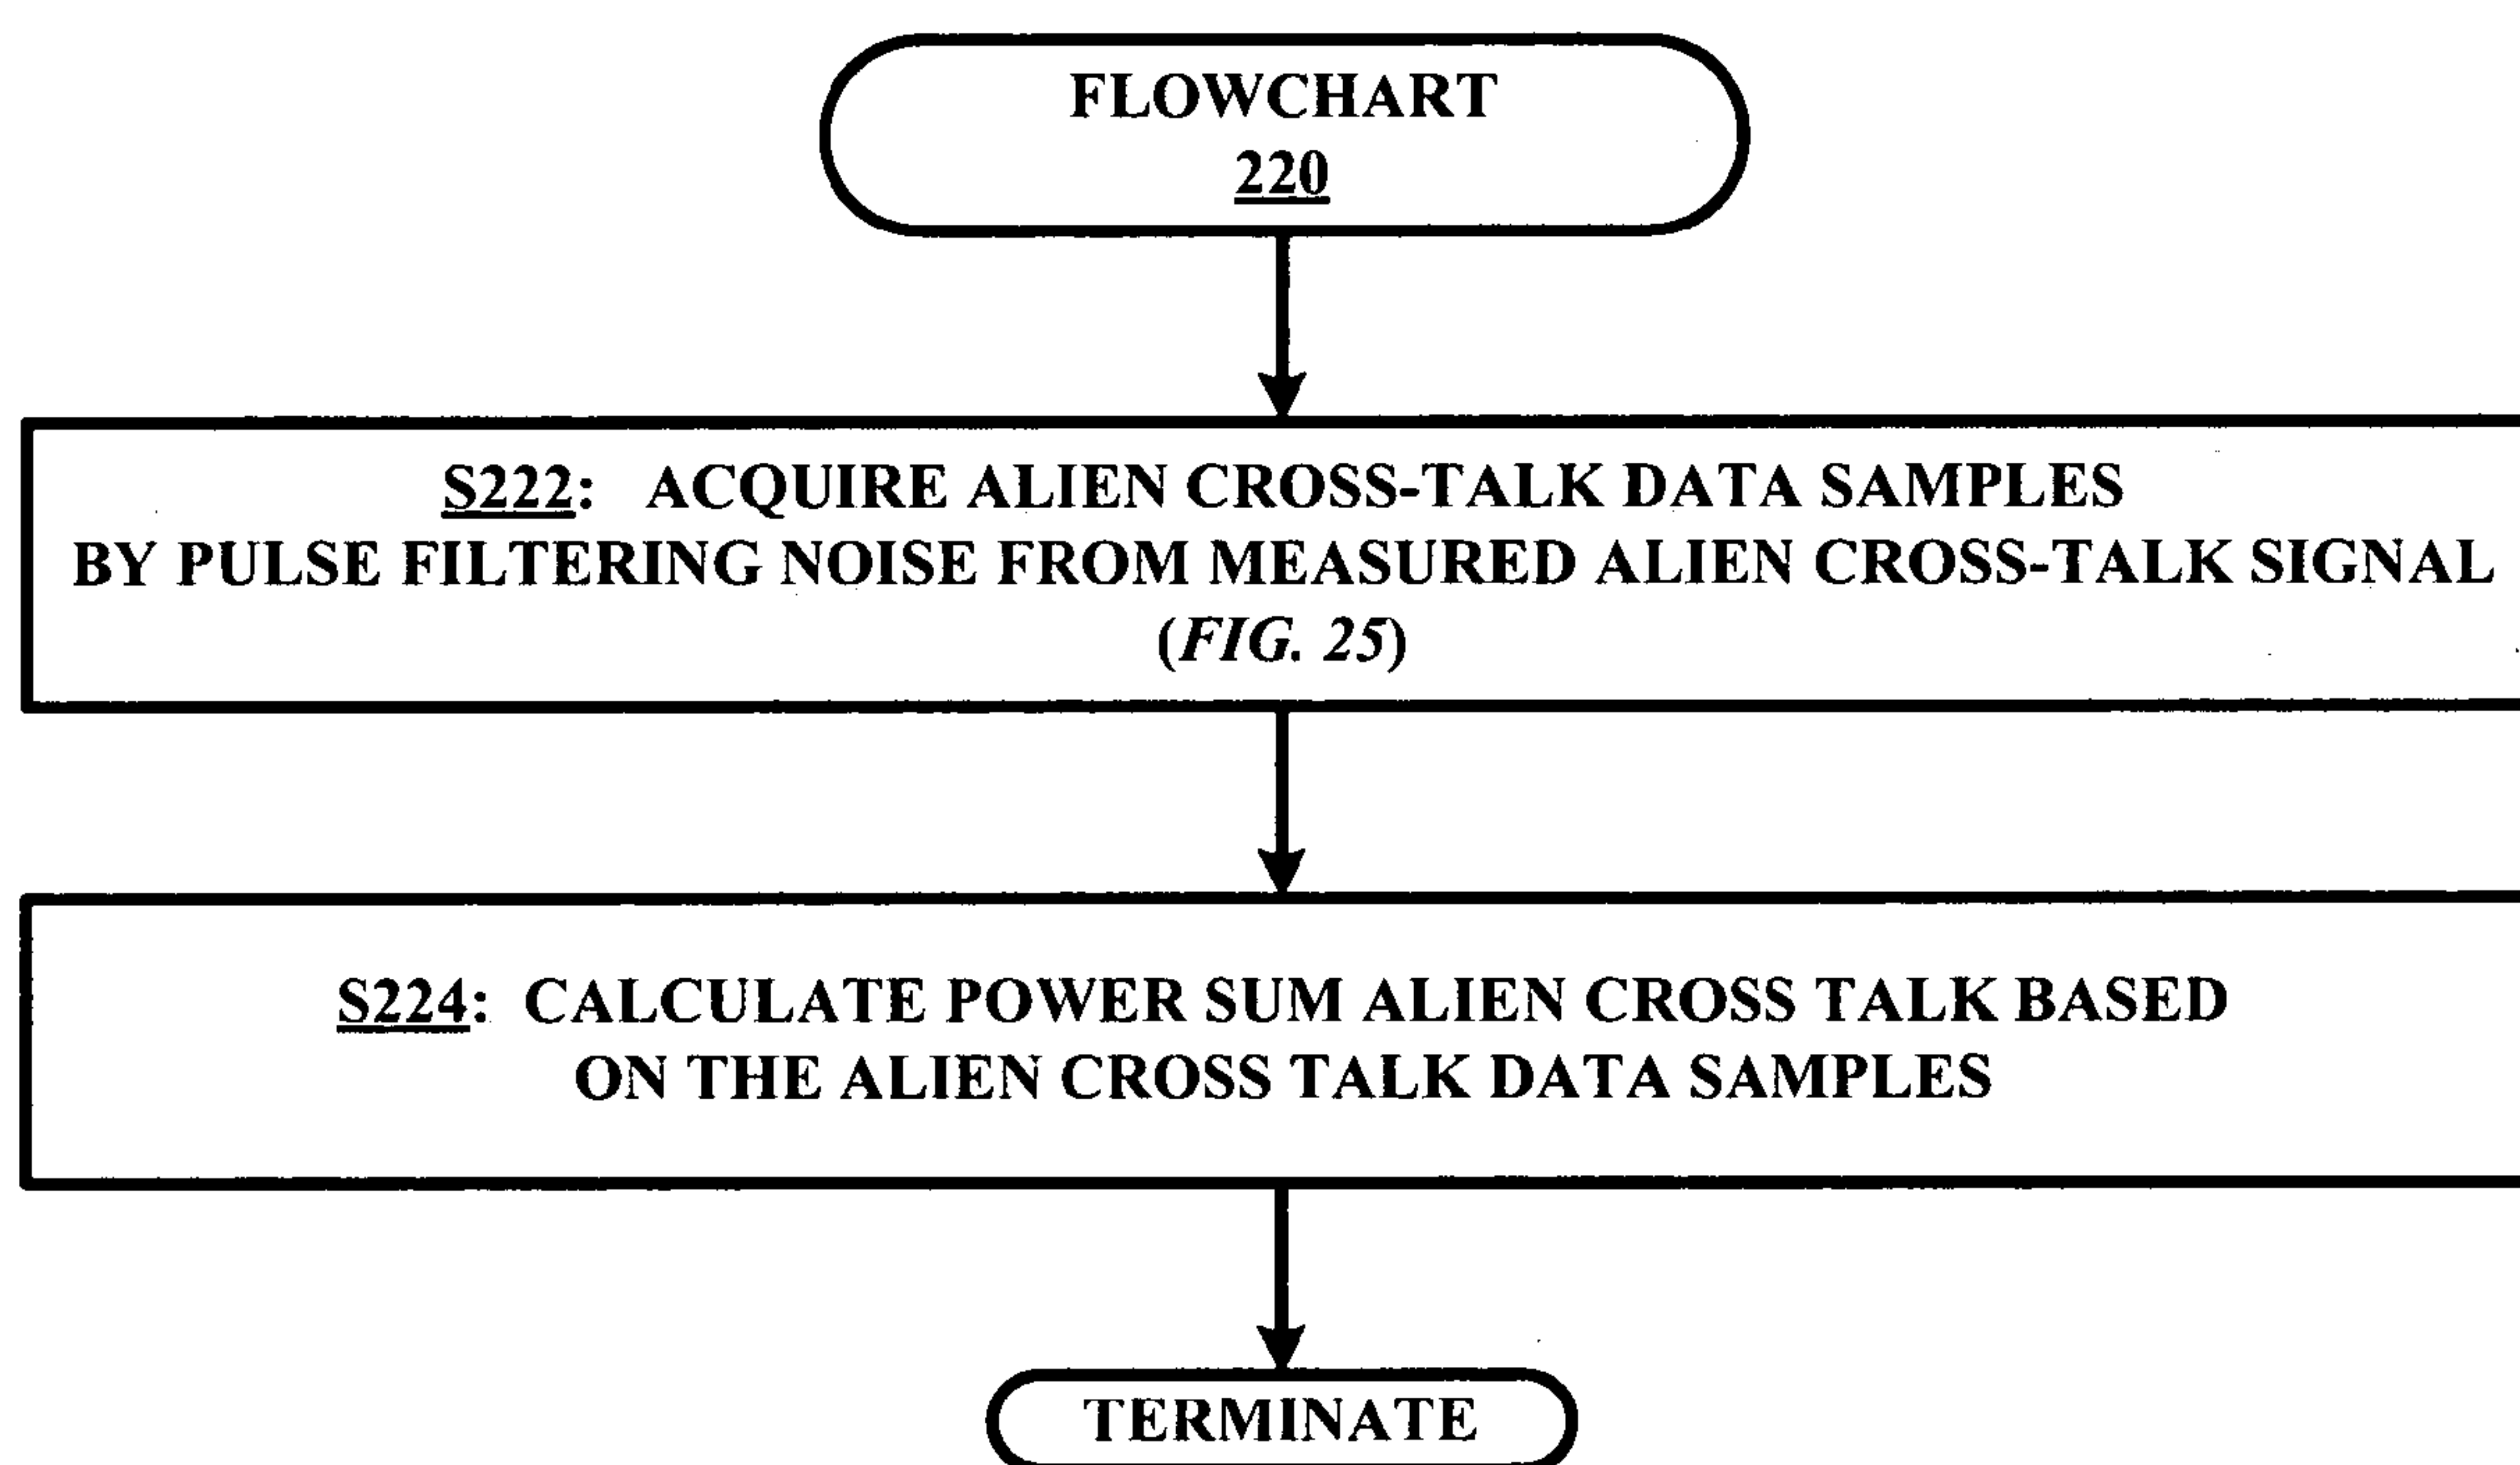 FLOWCHART
220
S222: ACQUIRE ALIEN CROSS-TALK DATA SAMPLES
BY PULSE FILTERING NOISE FROM MEASURED ALIEN CROSS-TALK SIGNAL
(FIG. 25)
S224: CALCULATE POWER SUM ALIEN CROSS TALK BASED
ON THE ALIEN CROSS TALK DATA SAMPLES
TERMINATE